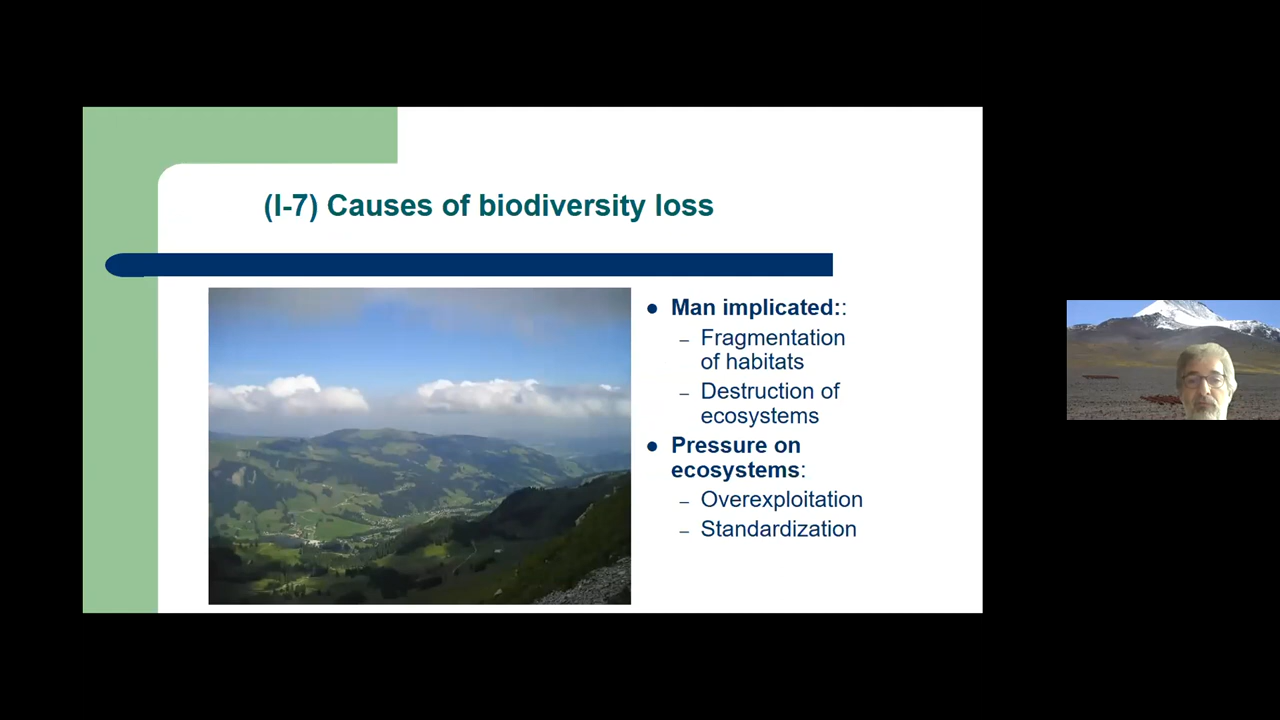 (I-7) Causes of biodiversity loss
● Man implicated::
– Fragmentation
of habitats
– Destruction of
ecosystems
● Pressure on
ecosystems:
– Overexploitation
– Standardization